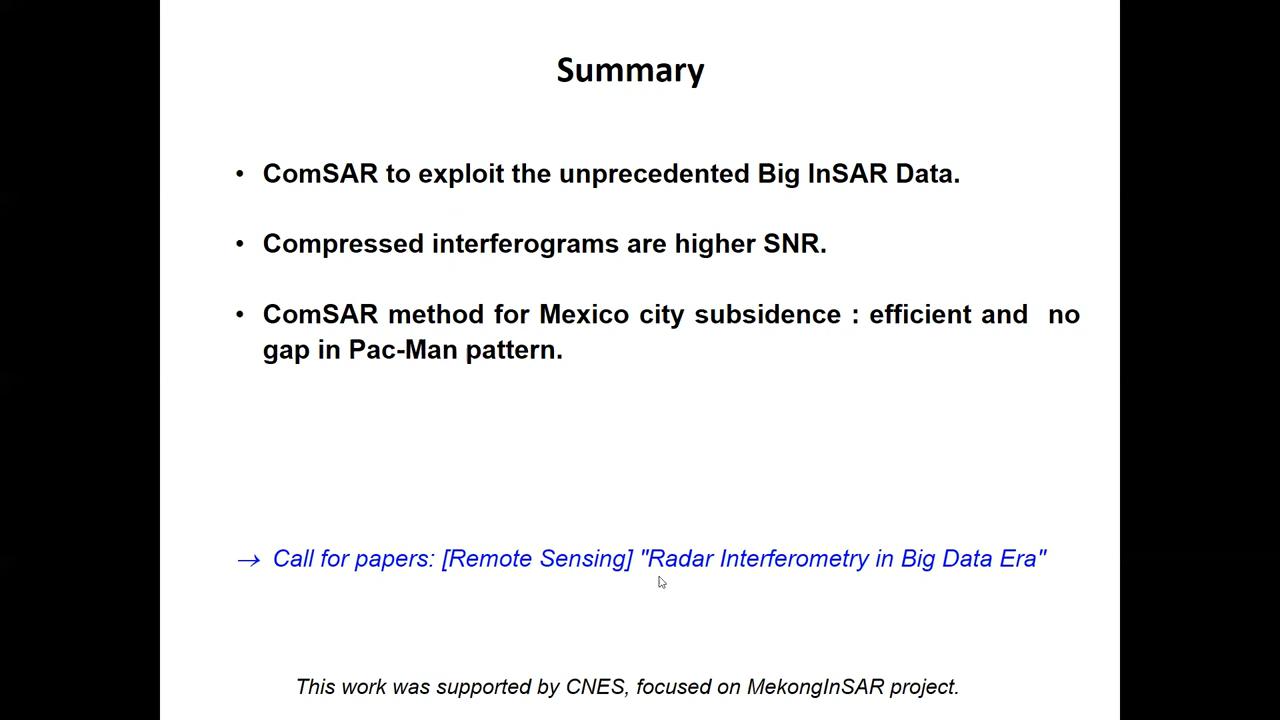 Summary
• ComSAR to exploit the unprecedented Big InSAR Data.
• Compressed interferograms are higher SNR.
• ComSAR method for Mexico city subsidence : efficient and no
gap in Pac-Man pattern.
→ Call for papers: [Remote Sensing] "Radar Interferometry in Big Data Era"
This work was supported by CNES, focused on MekongInSAR project.